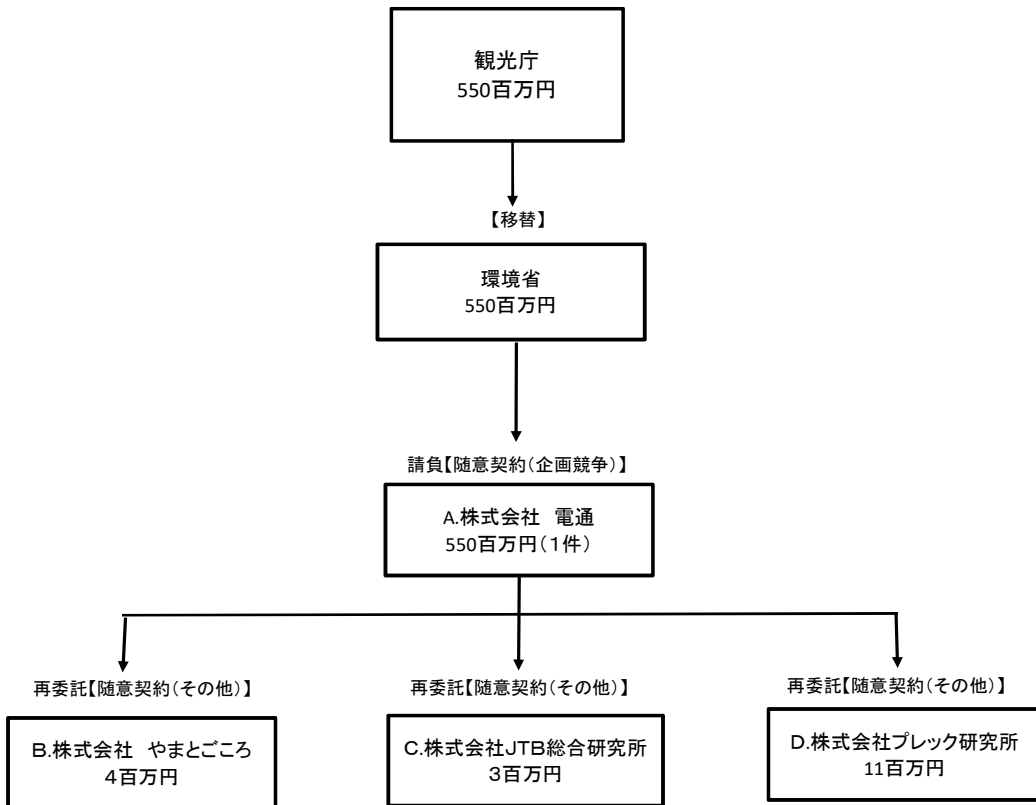 観光庁
550百万円
【移替】
環境省
550百万円
請負【随意契約(企画競争)】
A.株式会社　電通
550百万円(1件)
再委託【随意契約(その他)】
再委託【随意契約(その他)】
再委託【随意契約(その他)】
B.株式会社　やまとごころ
4百万円
C.株式会社JTB総合研究所
3百万円
D.株式会社プレック研究所
11百万円